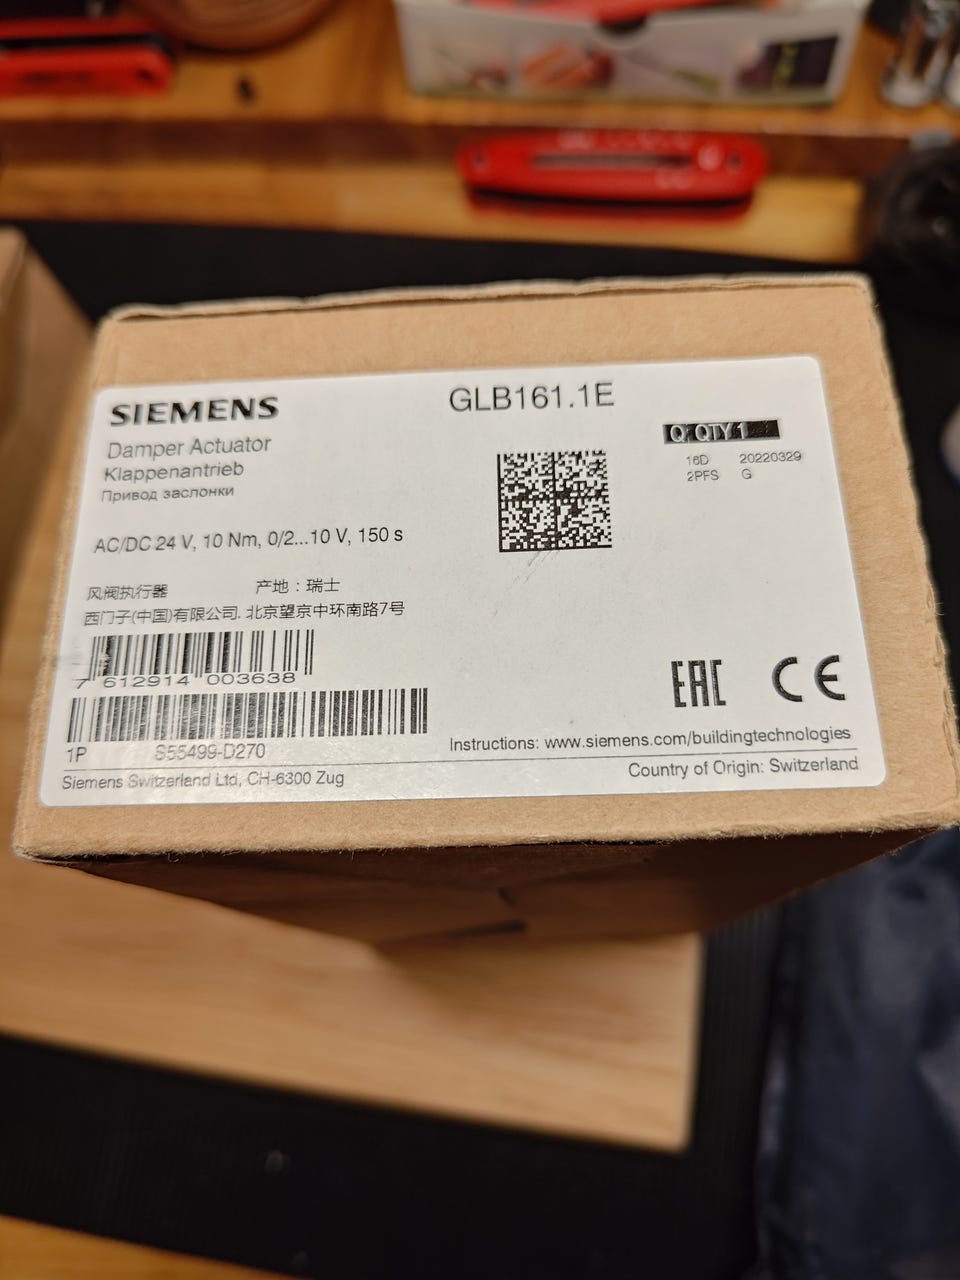 SIEMENS
GLB161.1E
Damper Actuator
Klappenantrieb
Привод заслонки
Q: QTY 1
16D 20220329
2PFS G
AC/DC 24 V, 10 Nm, 0/2...10 V, 150 s
风阀执行器 产地：瑞士
西门子(中国)有限公司. 北京望京中环南路7号
7 612914 003638
EAC CE
1P S55499-D270
Instructions: www.siemens.com/buildingtechnologies
Siemens Switzerland Ltd, CH-6300 Zug
Country of Origin: Switzerland